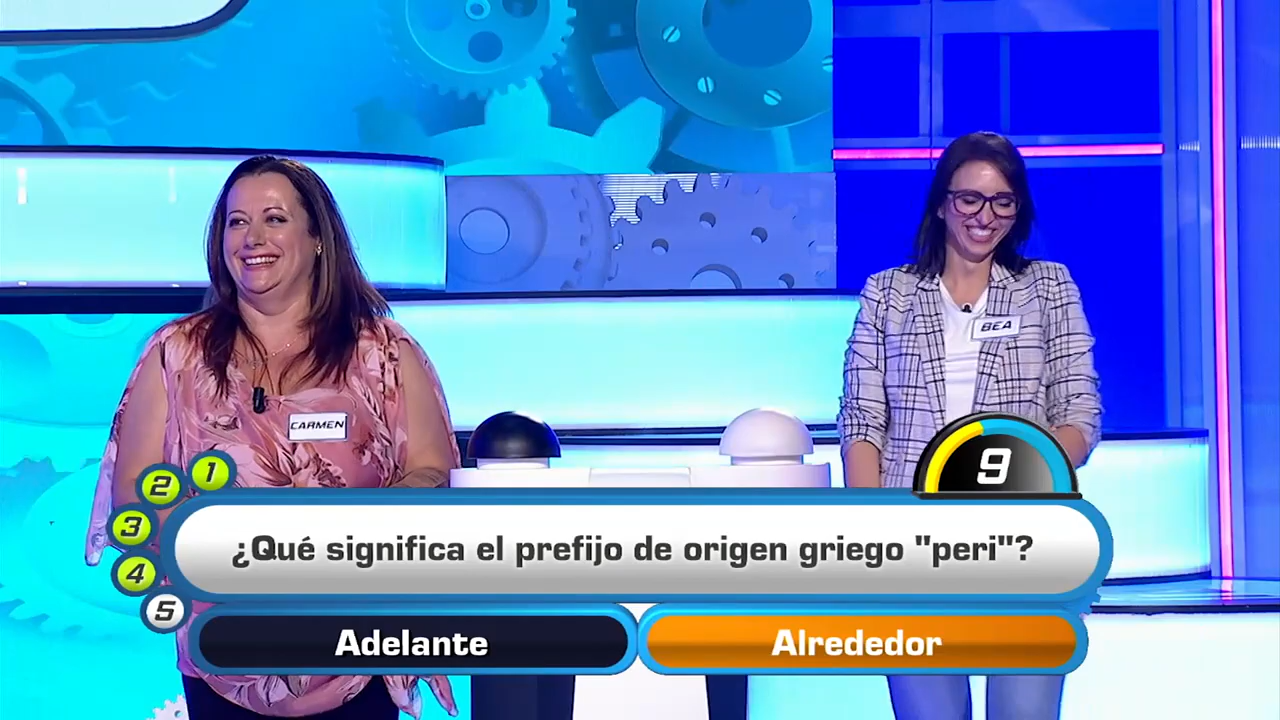 BEA
CARMEN
1
2
3
4
5
9
¿Qué significa el prefijo de origen griego "peri"?
Adelante
Alrededor